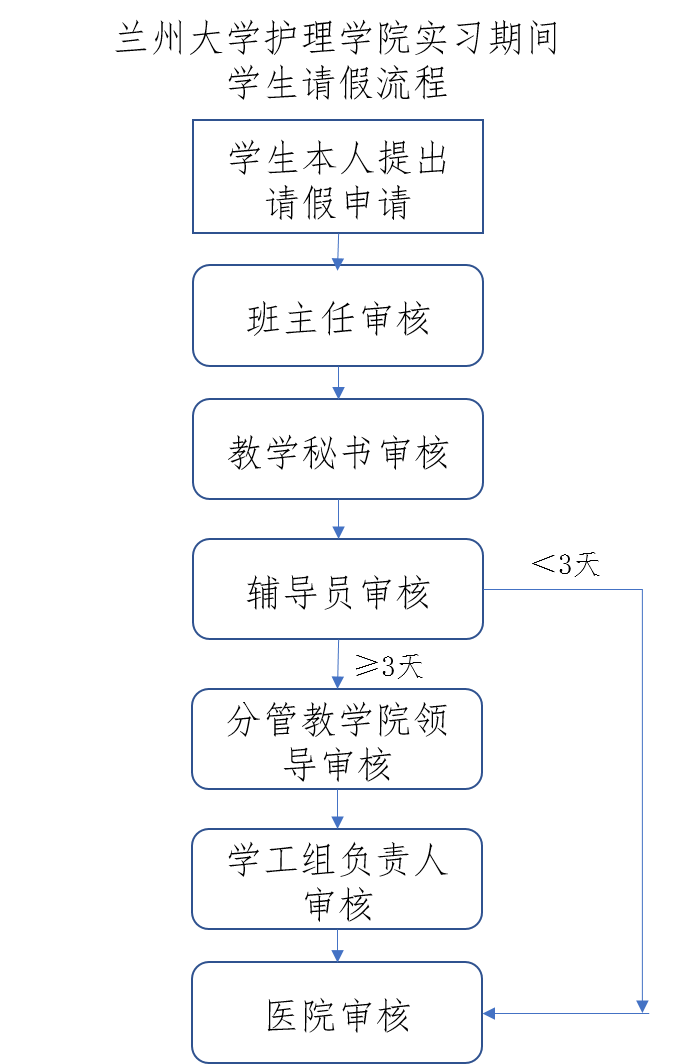 兰州大学护理学院实习期间
学生请假流程
学生本人提出
请假申请
班主任审核
教学秘书审核
辅导员审核
＜3天
≥3天
分管教学院领
导审核
学工组负责人
审核
医院审核